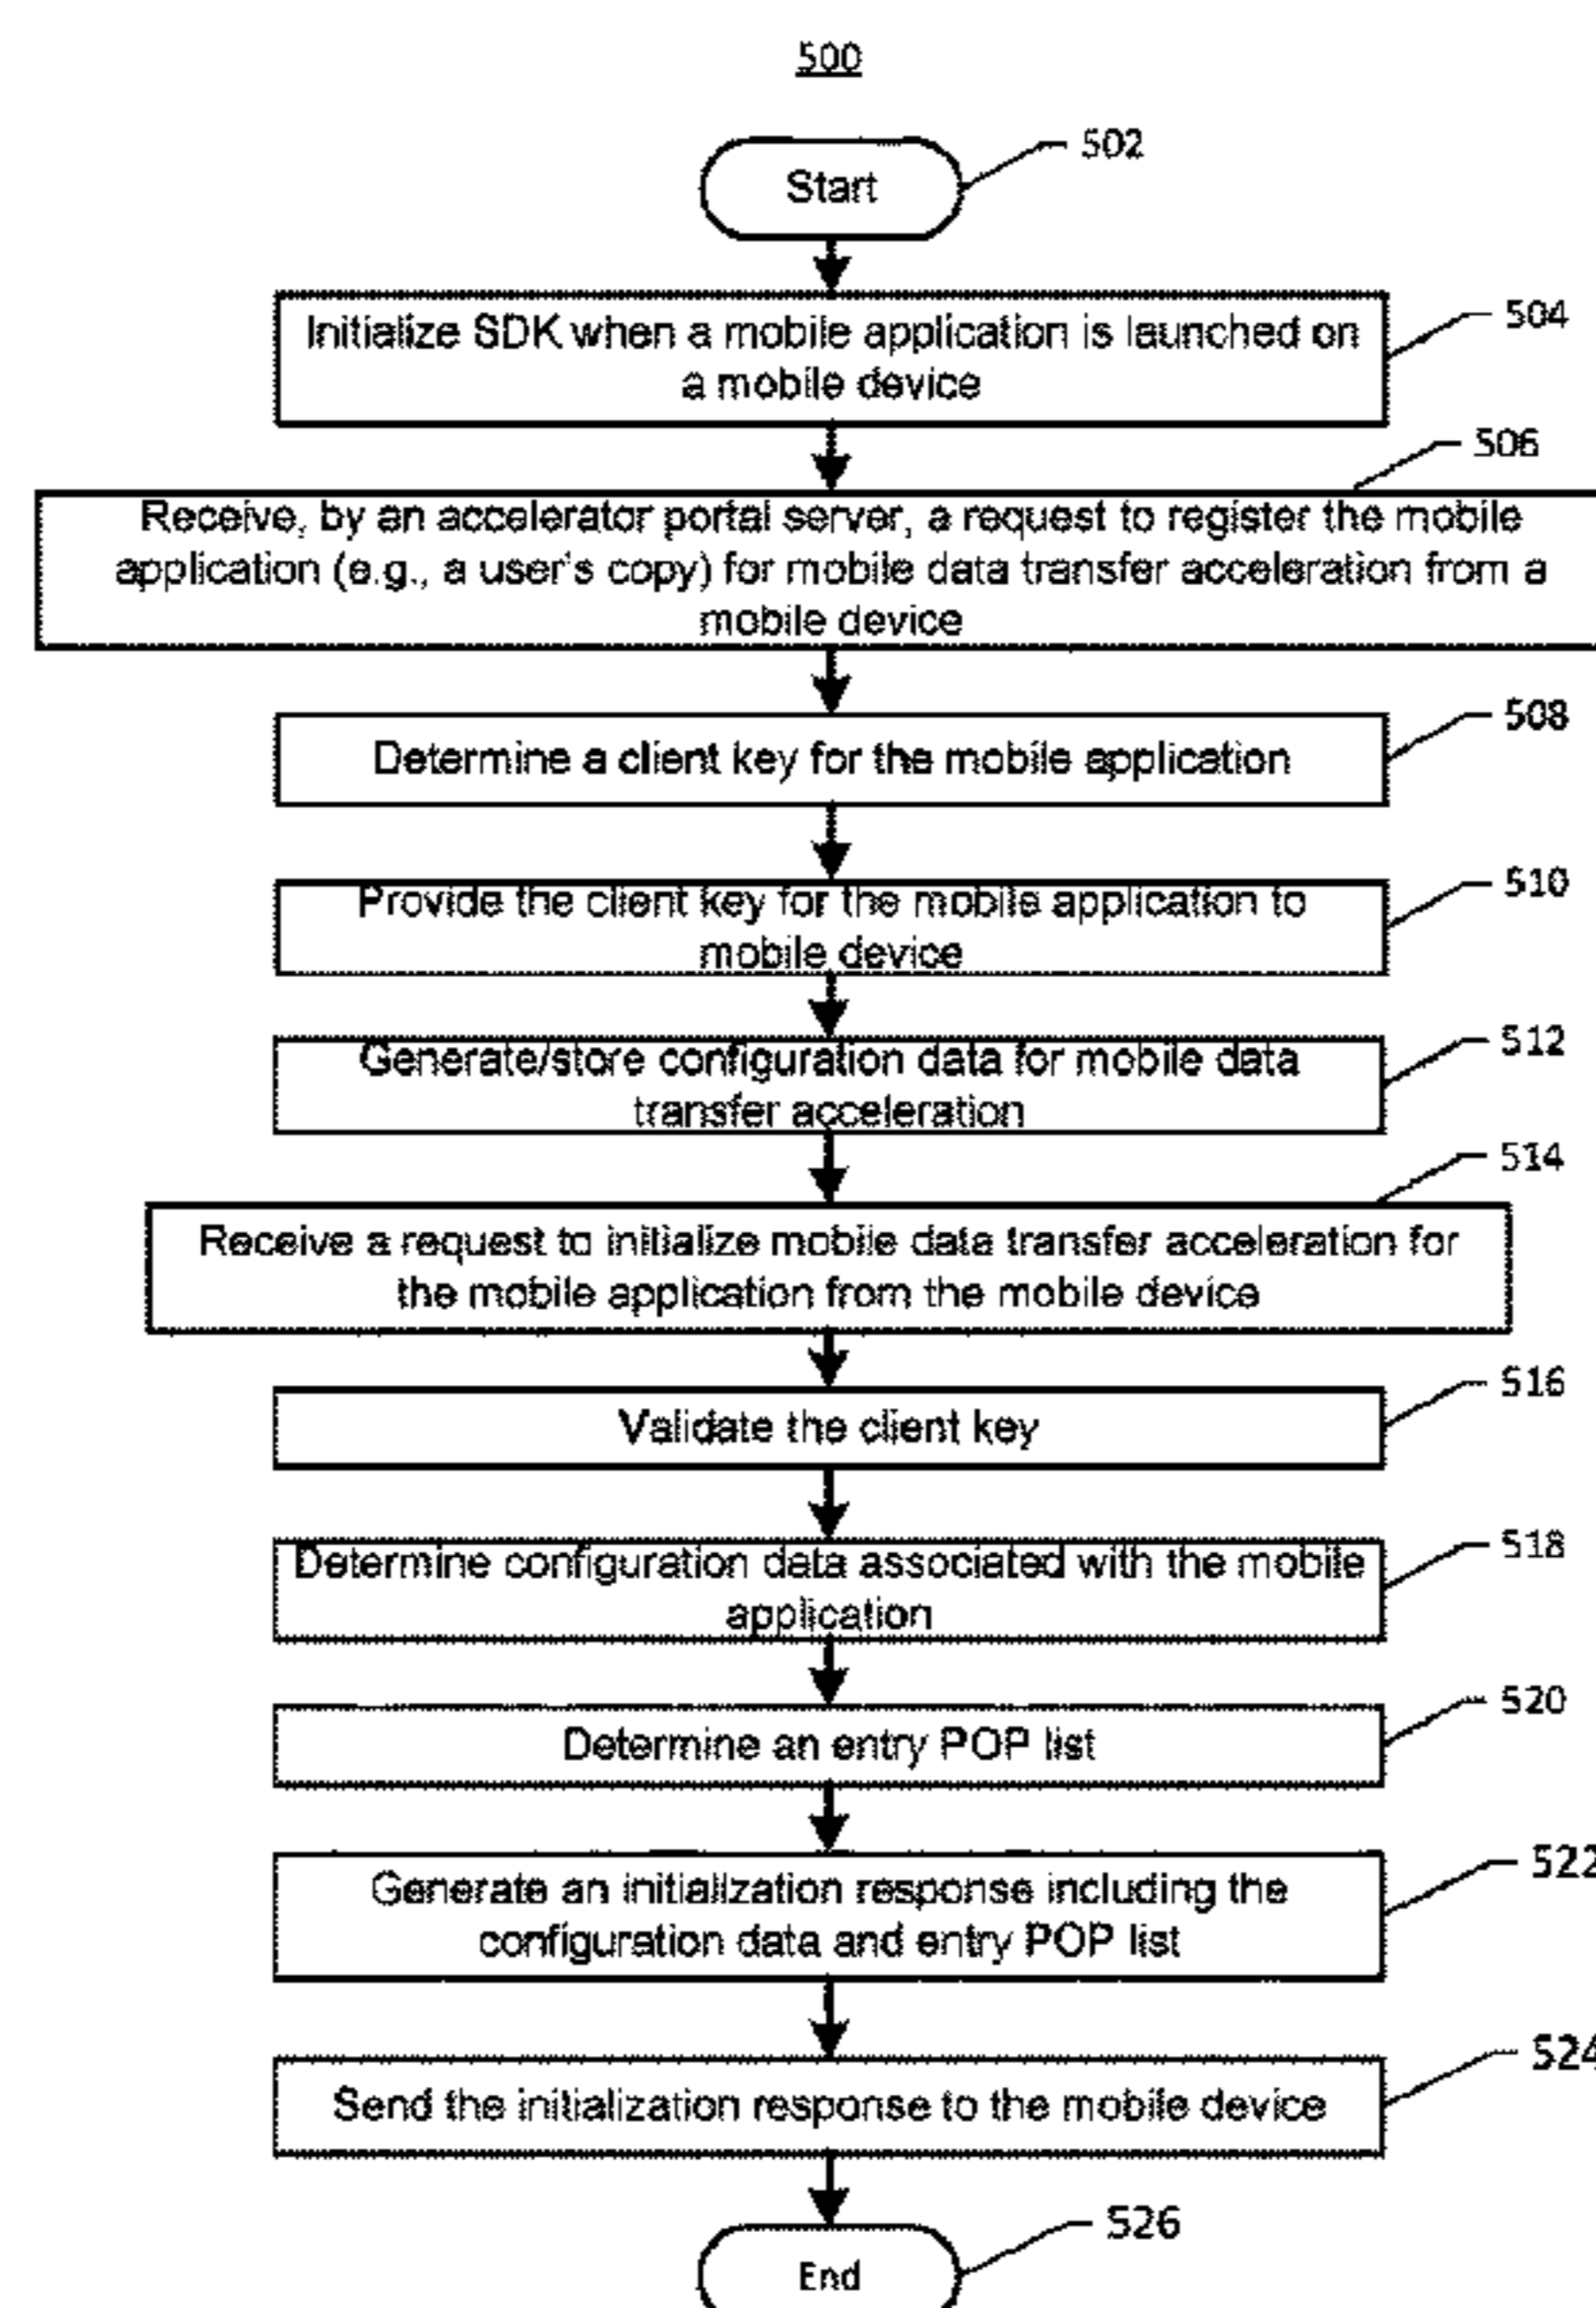 500
Start
502
Initialize SDK when a mobile application is launched on
a mobile device
504
506
Receive, by an accelerator portal server, a request to register the mobile
application (e.g., a user's copy) for mobile data transfer acceleration from a
mobile device
Determine a client key for the mobile application
508
Provide the client key for the mobile application to
mobile device
510
Generate/store configuration data for mobile data
transfer acceleration
512
514
Receive a request to initialize mobile data transfer acceleration for
the mobile application from the mobile device
Validate the client key
516
Determine configuration data associated with the mobile
application
518
Determine an entry POP list
520
Generate an initialization response including the
configuration data and entry POP list
522
Send the initialization response to the mobile device
524
526
End